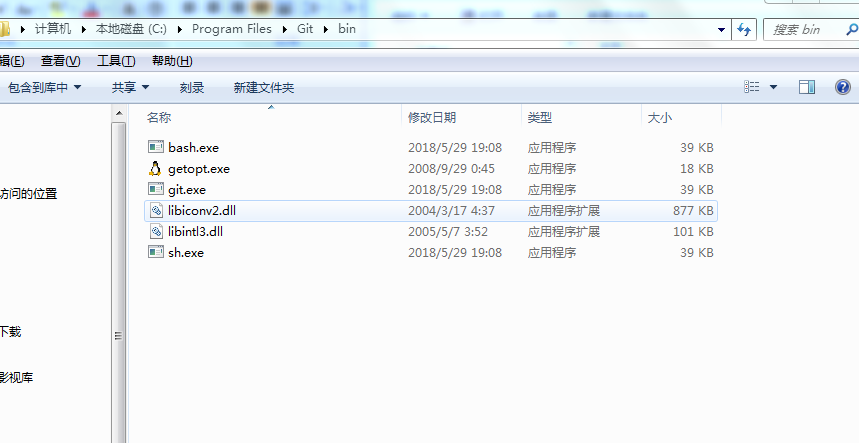 计算机 本地磁盘 (C:) Program Files Git bin 搜索 bin
辑(E) 查看(V) 工具(T) 帮助(H)
包含到库中 共享 刻录 新建文件夹
名称 修改日期 类型 大小
bash.exe 2018/5/29 19:08 应用程序 39 KB
getopt.exe 2008/9/29 0:45 应用程序 18 KB
git.exe 2018/5/29 19:08 应用程序 39 KB
访问的位置
libiconv2.dll 2004/3/17 4:37 应用程序扩展 877 KB
libintl3.dll 2005/5/7 3:52 应用程序扩展 101 KB
sh.exe 2018/5/29 19:08 应用程序 39 KB
下载
影视库